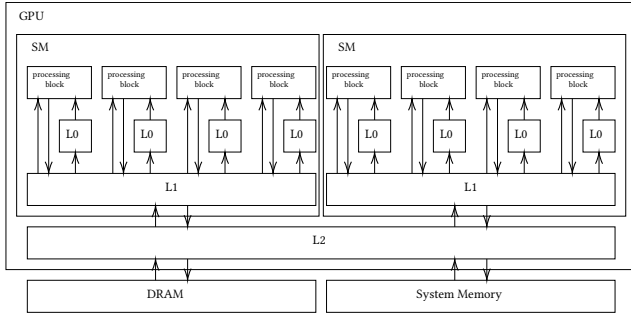 GPU
SM
SM
processing
block
processing
block
processing
block
processing
block
processing
block
processing
block
processing
block
processing
block
L0
L0
L0
L0
L0
L0
L0
L0
L1
L1
L2
DRAM
System Memory